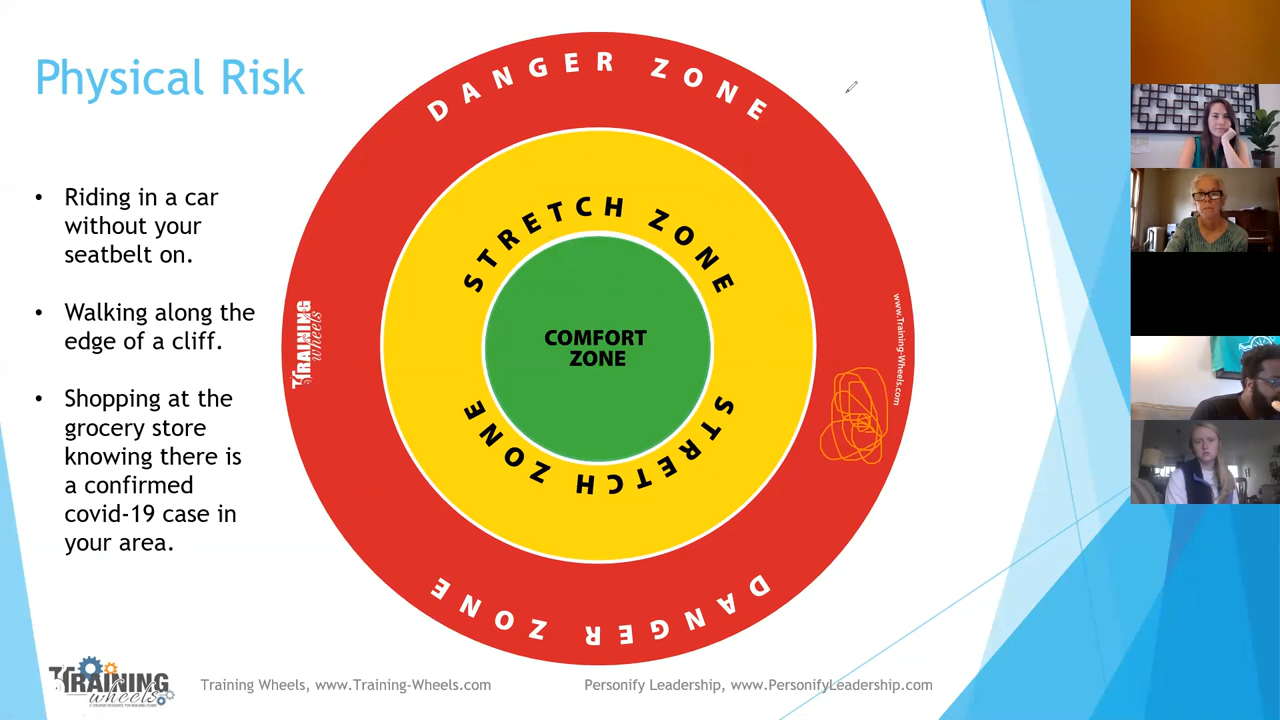 Physical Risk
• Riding in a car
without your
seatbelt on.
• Walking along the
edge of a cliff.
• Shopping at the
grocery store
knowing there is
a confirmed
covid-19 case in
your area.
DANGER ZONE
STRETCH ZONE
COMFORT
ZONE
STRETCH ZONE
DANGER ZONE
TRAINING
wheels
www.Training-Wheels.com
TRAINING
wheels
Training Wheels, www.Training-Wheels.com
Personify Leadership, www.PersonifyLeadership.com